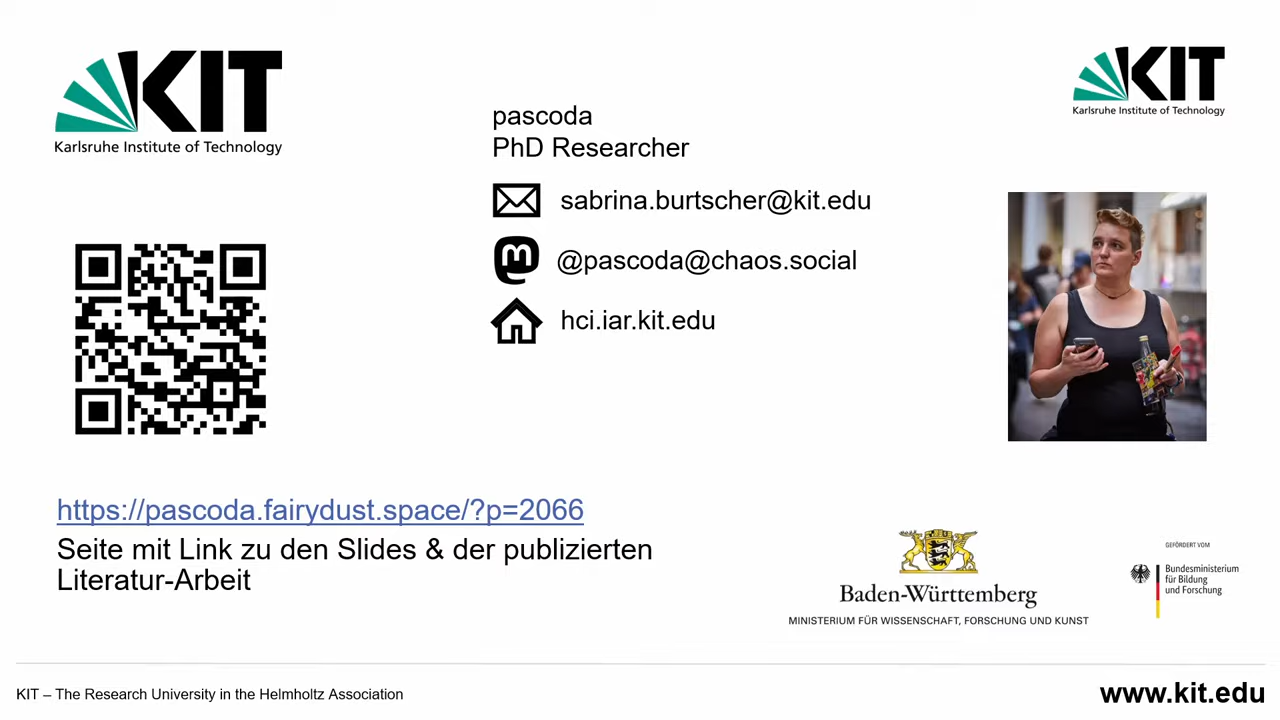 KIT
Karlsruhe Institute of Technology
KIT
Karlsruhe Institute of Technology
pascoda
PhD Researcher
sabrina.burtscher@kit.edu
@pascoda@chaos.social
hci.iar.kit.edu
https://pascoda.fairydust.space/?p=2066
Seite mit Link zu den Slides & der publizierten
Literatur-Arbeit
Baden-Württemberg
MINISTERIUM FÜR WISSENSCHAFT, FORSCHUNG UND KUNST
GEFÖRDERT VOM
Bundesministerium
für Bildung
und Forschung
KIT – The Research University in the Helmholtz Association
www.kit.edu